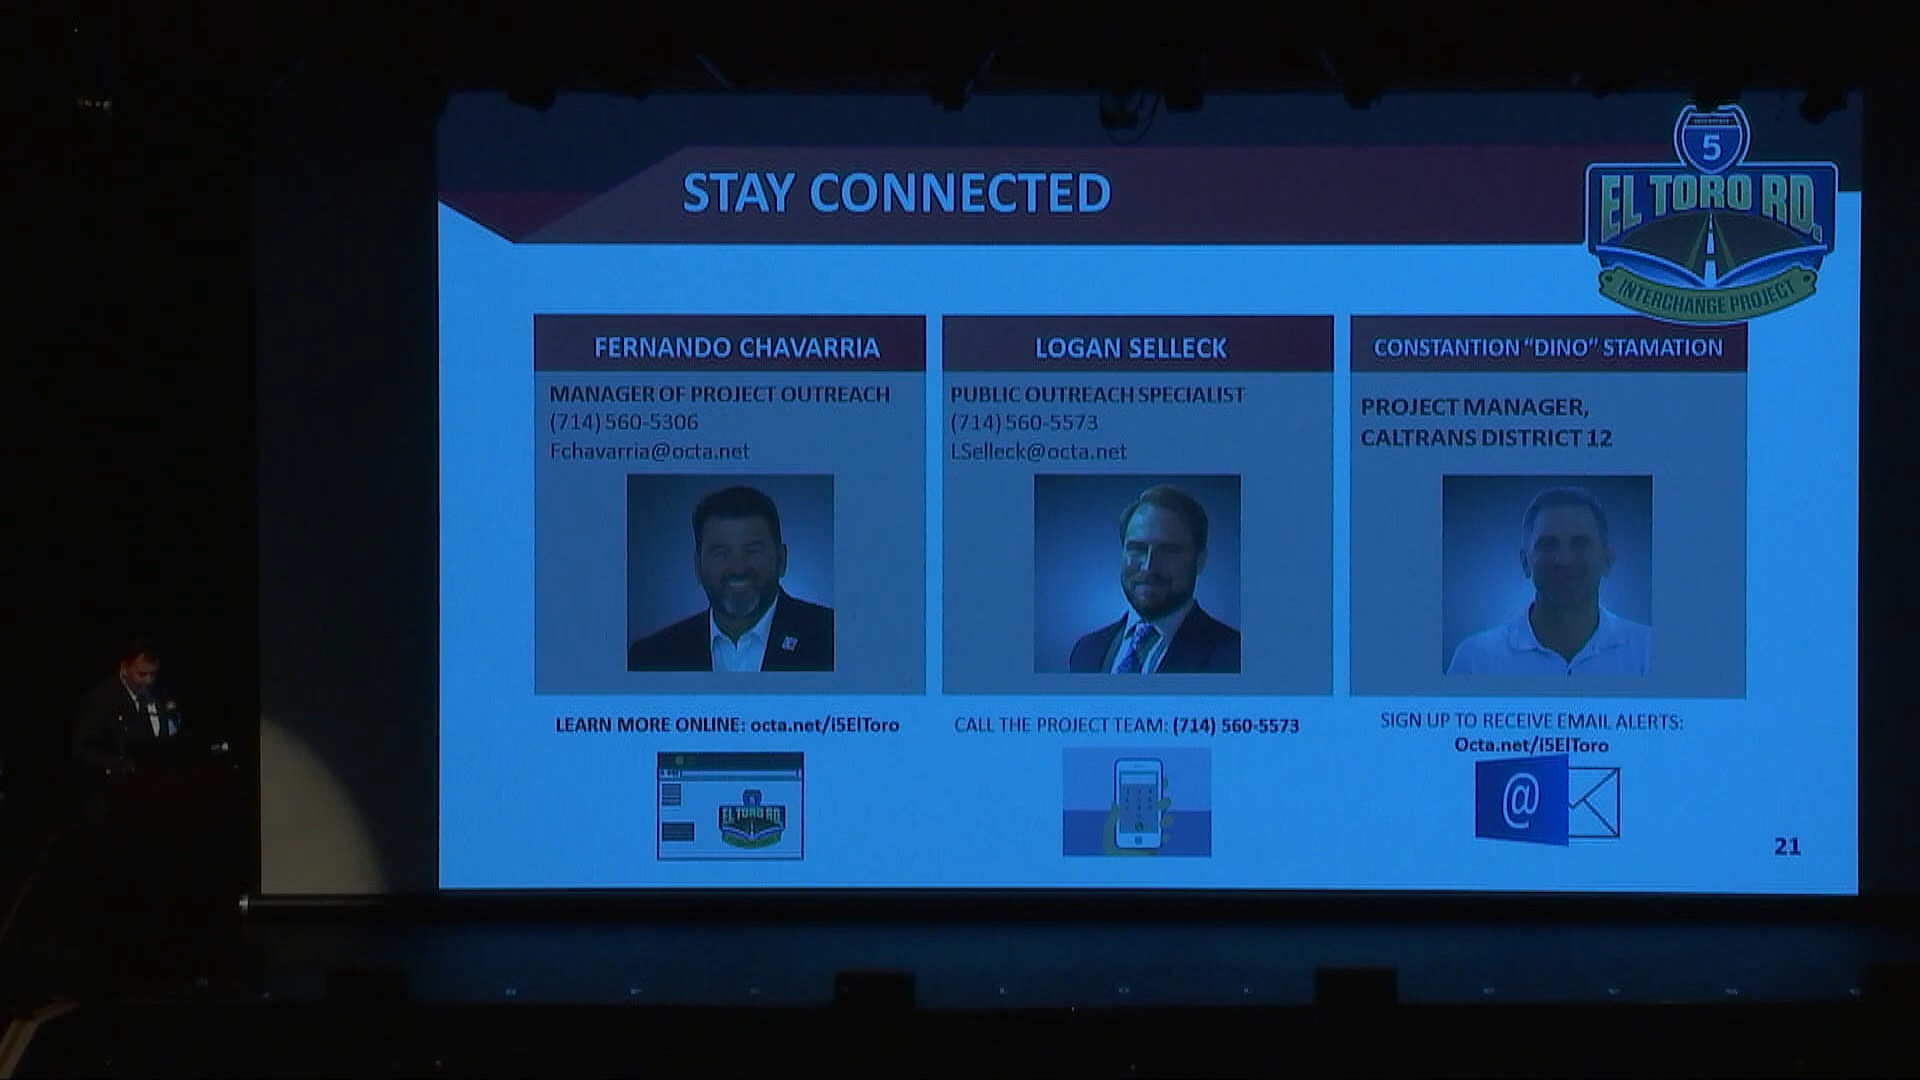 STAY CONNECTED
5
EL TORO RD.
INTERCHANGE PROJECT
FERNANDO CHAVARRIA
MANAGER OF PROJECT OUTREACH
(714) 560-5306
Fchavarria@octa.net
LOGAN SELLECK
PUBLIC OUTREACH SPECIALIST
(714) 560-5573
LSelleck@octa.net
CONSTANTION "DINO" STAMATION
PROJECT MANAGER,
CALTRANS DISTRICT 12
LEARN MORE ONLINE: octa.net/i5ElToro
EL TORO RD.
CALL THE PROJECT TEAM: (714) 560-5573
SIGN UP TO RECEIVE EMAIL ALERTS:
Octa.net/i5ElToro
@
21